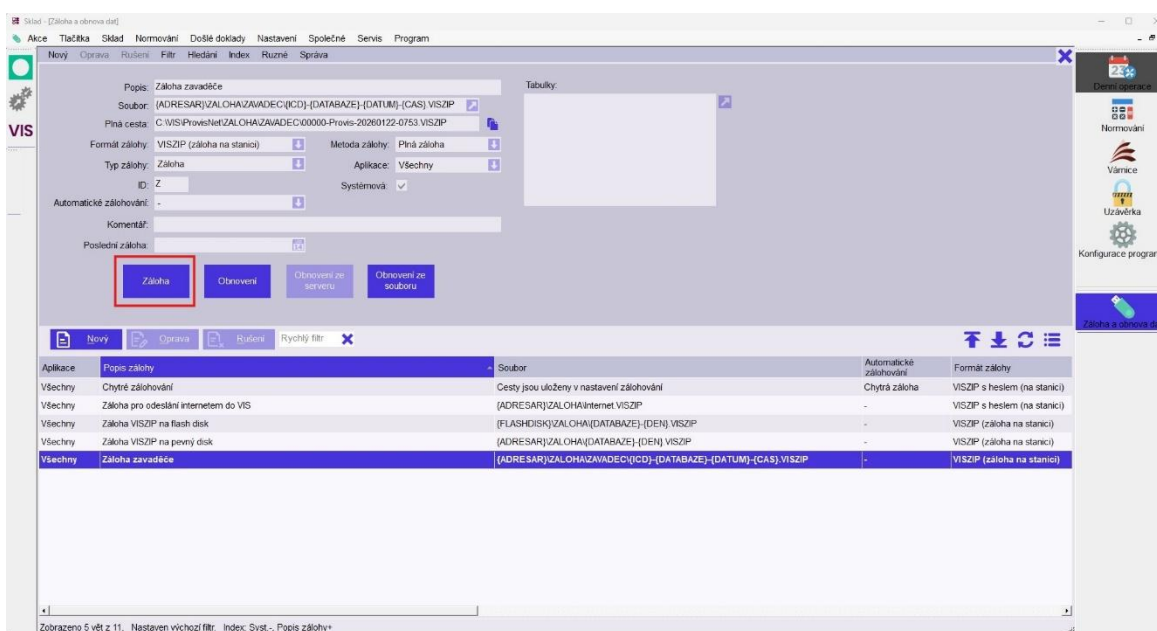 Sklad - [Záloha a obnova dat]
Akce Tlačítka Sklad Normování Došlé doklady Nastavení Společné Servis Program
Nový Oprava Rušení Filtr Hledání Index Ruzné Správa
VIS
Popis: Záloha zavaděče
Tabulky:
Soubor: {ADRESAR}\ZALOHA\ZAVADEC\{ICD}-{DATABAZE}-{DATUM}-{CAS}.VISZIP
Plná cesta: C:\VIS\ProvisNet\ZALOHA\ZAVADEC\00000-Provis-20260122-0753.VISZIP
Formát zálohy: VISZIP (záloha na stanici) Metoda zálohy: Plná záloha
Typ zálohy: Záloha Aplikace: Všechny
ID: Z Systémová:
Automatické zálohování: -
Komentář:
Poslední záloha:
Záloha Obnovení Obnovení ze serveru Obnovení ze souboru
Denní operace
Normování
Várnice
Uzávěrka
Konfigurace program
Záloha a obnova da
Nový Oprava Rušení Rychlý filtr
Aplikace Popis zálohy Soubor Automatické zálohování Formát zálohy
Všechny Chytré zálohování Cesty jsou uloženy v nastavení zálohování Chytrá záloha VISZIP s heslem (na stanici)
Všechny Záloha pro odeslání internetem do VIS {ADRESAR}\ZALOHA\Internet.VISZIP - VISZIP s heslem (na stanici)
Všechny Záloha VISZIP na flash disk {FLASHDISK}\ZALOHA\{DATABAZE}-{DEN}.VISZIP - VISZIP (záloha na stanici)
Všechny Záloha VISZIP na pevný disk {ADRESAR}\ZALOHA\{DATABAZE}-{DEN}.VISZIP - VISZIP (záloha na stanici)
Všechny Záloha zavaděče {ADRESAR}\ZALOHA\ZAVADEC\{ICD}-{DATABAZE}-{DATUM}-{CAS}.VISZIP - VISZIP (záloha na stanici)
Zobrazeno 5 vět z 11. Nastaven výchozí filtr. Index: Syst.-, Popis zálohy+